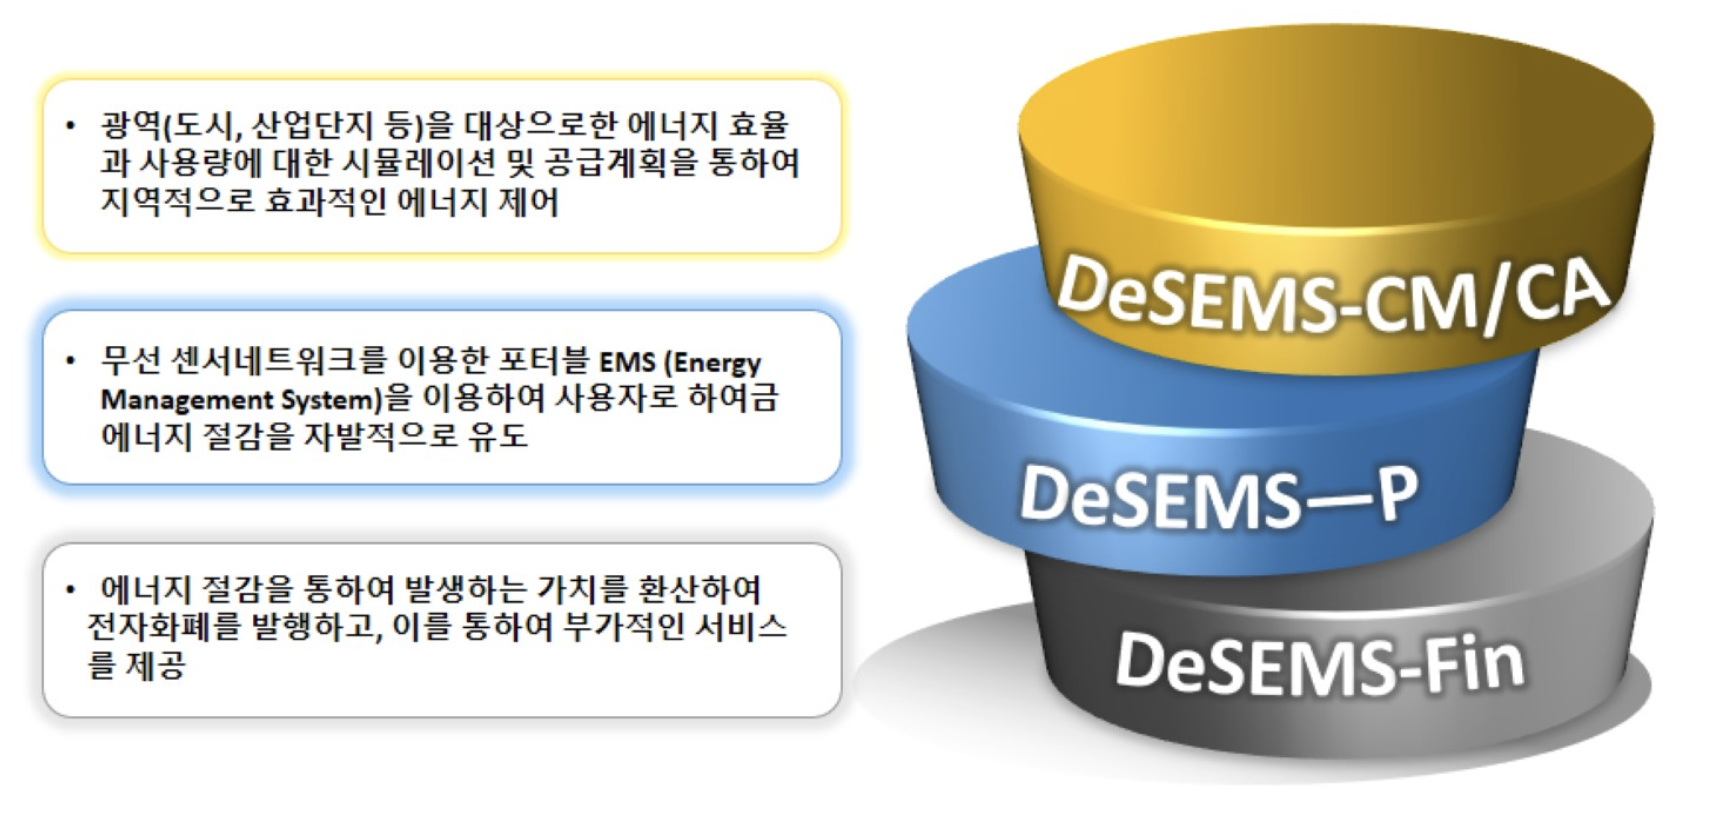 • 광역(도시, 산업단지 등)을 대상으로한 에너지 효율
과 사용량에 대한 시뮬레이션 및 공급계획을 통하여
지역적으로 효과적인 에너지 제어
• 무선 센서네트워크를 이용한 포터블 EMS (Energy
Management System)을 이용하여 사용자로 하여금
에너지 절감을 자발적으로 유도
• 에너지 절감을 통하여 발생하는 가치를 환산하여
전자화폐를 발행하고, 이를 통하여 부가적인 서비스
를 제공
DeSEMS-CM/CA
DeSEMS—P
DeSEMS-Fin